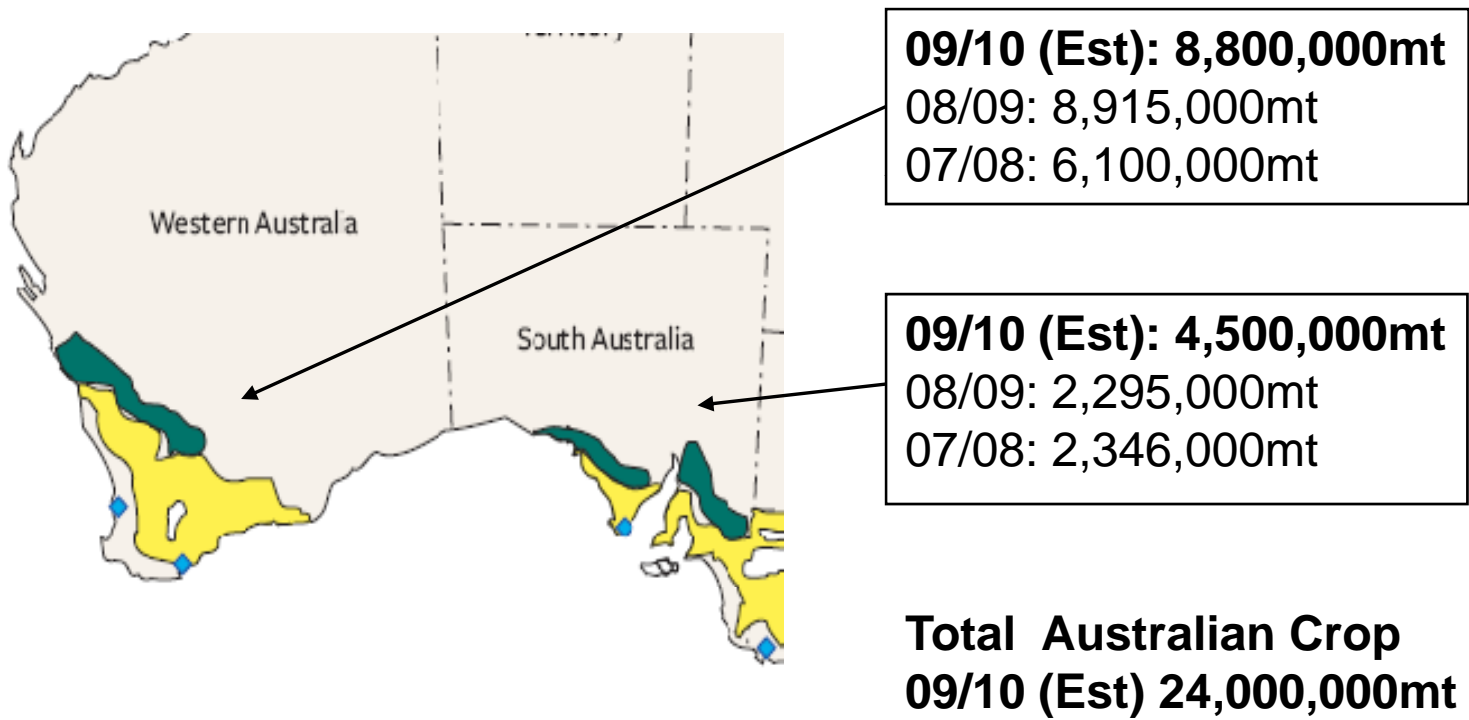 09/10 (Est): 8,800,000mt
08/09: 8,915,000mt
07/08: 6,100,000mt
Western Australia
South Australia
09/10 (Est): 4,500,000mt
08/09: 2,295,000mt
07/08: 2,346,000mt
Total Australian Crop
09/10 (Est) 24,000,000mt